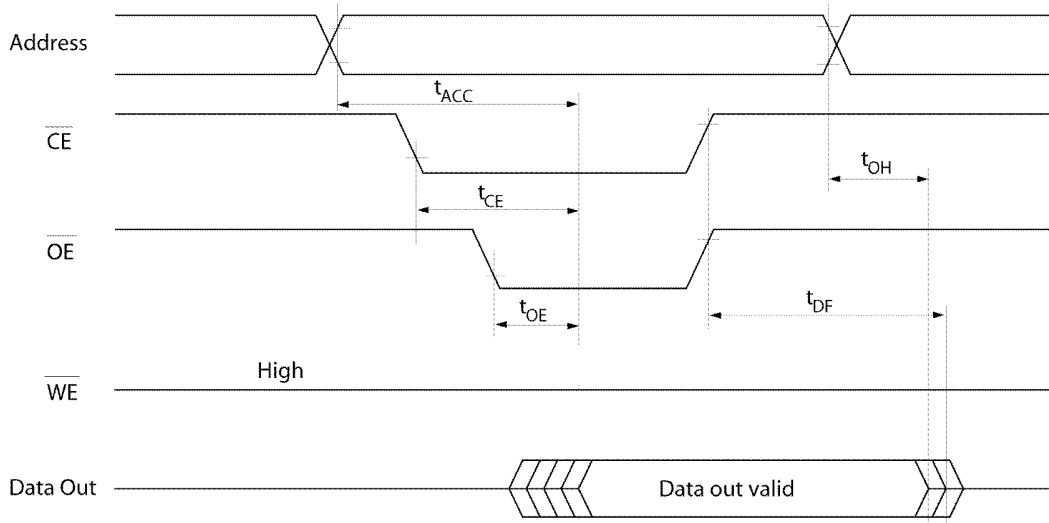 Address
tACC
CE
tOH
tCE
OE
tDF
tOE
High
WE
Data Out
Data out valid